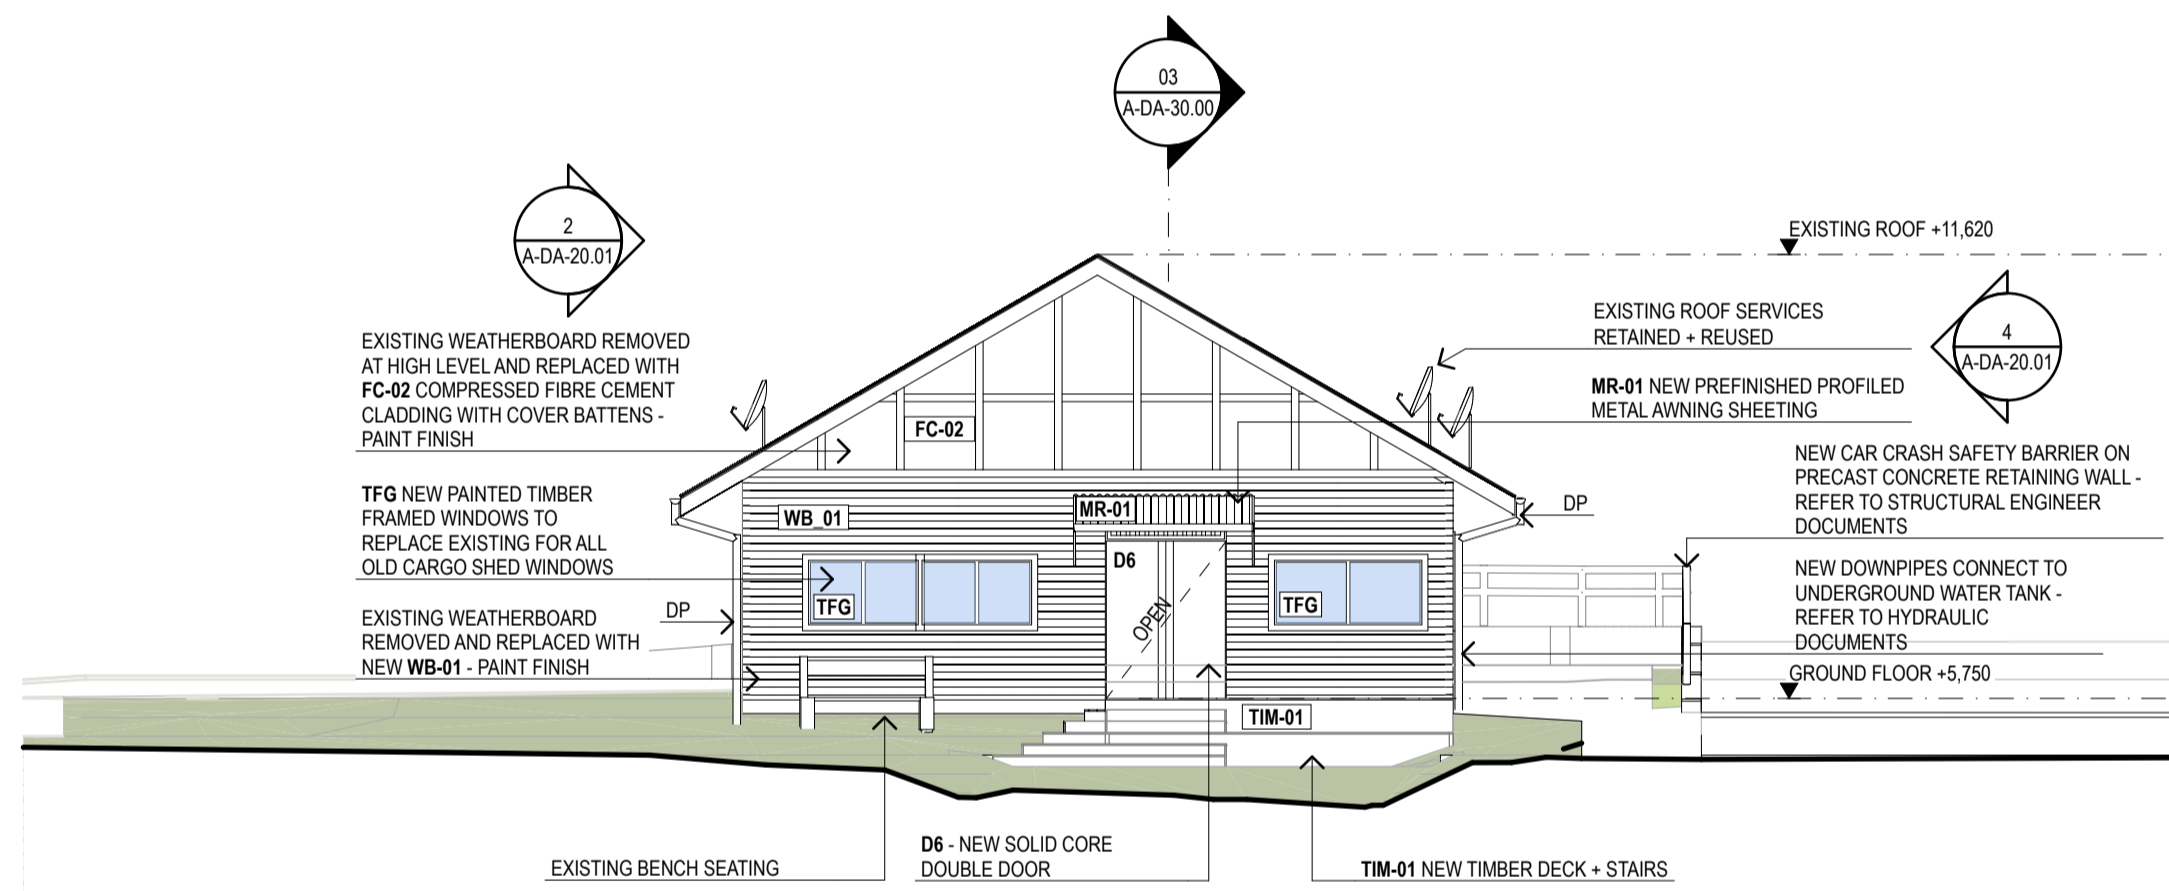 03
A-DA-30.00
2
A-DA-20.01
EXISTING ROOF +11,620
EXISTING ROOF SERVICES
RETAINED + REUSED
4
A-DA-20.01
EXISTING WEATHERBOARD REMOVED
AT HIGH LEVEL AND REPLACED WITH
FC-02 COMPRESSED FIBRE CEMENT
CLADDING WITH COVER BATTENS -
PAINT FINISH
MR-01 NEW PREFINISHED PROFILED
METAL AWNING SHEETING
FC-02
NEW CAR CRASH SAFETY BARRIER ON
PRECAST CONCRETE RETAINING WALL -
REFER TO STRUCTURAL ENGINEER
DOCUMENTS
TFG NEW PAINTED TIMBER
FRAMED WINDOWS TO
REPLACE EXISTING FOR ALL
OLD CARGO SHED WINDOWS
WB_01
MR-01
DP
D6
NEW DOWNPIPES CONNECT TO
UNDERGROUND WATER TANK -
REFER TO HYDRAULIC
DOCUMENTS
TFG
TFG
OPEN
DP
EXISTING WEATHERBOARD
REMOVED AND REPLACED WITH
NEW WB-01 - PAINT FINISH
GROUND FLOOR +5,750
TIM-01
EXISTING BENCH SEATING
D6 - NEW SOLID CORE
DOUBLE DOOR
TIM-01 NEW TIMBER DECK + STAIRS